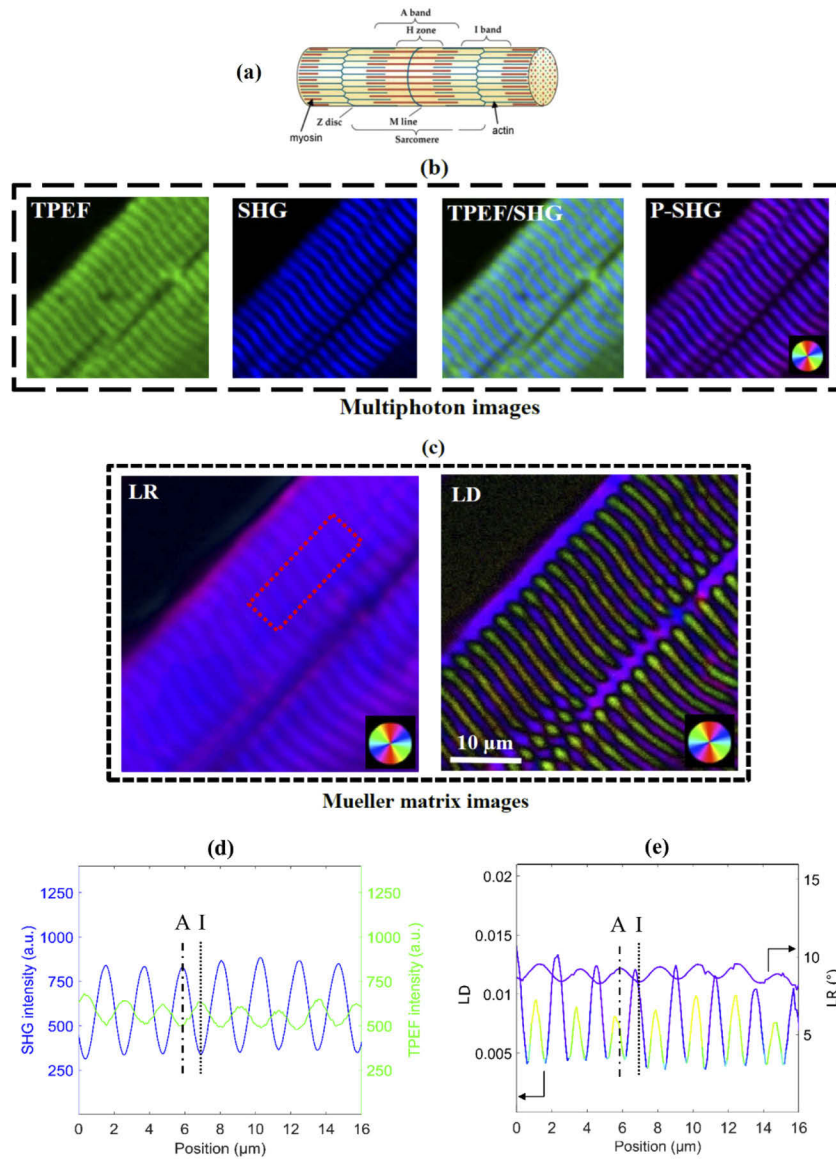 (a)
A band
H zone
I band
myosin
Z disc
M line
Sarcomere
actin
(b)
TPEF
SHG
TPEF/SHG
P-SHG
Multiphoton images
(c)
LR
LD
10 µm
Mueller matrix images
(d)
SHG intensity (a.u.)
1250
1000
750
500
250
A I
TPEF intensity (a.u.)
1250
1000
750
500
250
0 2 4 6 8 10 12 14 16
Position (µm)
(e)
LD
0.02
0.015
0.01
0.005
A I
LR (°)
15
10
5
0 2 4 6 8 10 12 14 16
Position (µm)